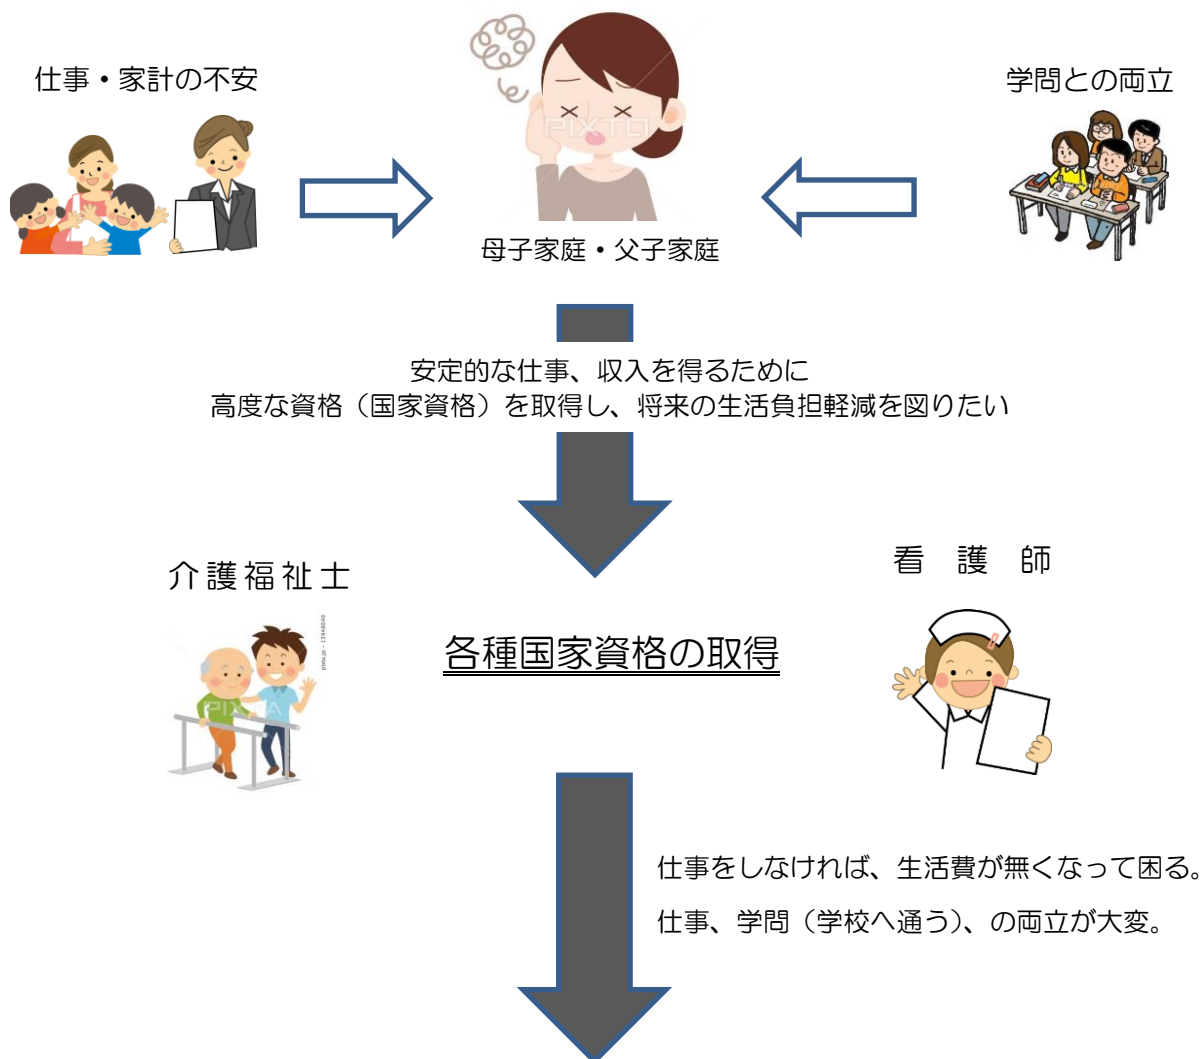 仕事・家計の不安
学問との両立
PIXTA
母子家庭・父子家庭
安定的な仕事、収入を得るために
高度な資格（国家資格）を取得し、将来の生活負担軽減を図りたい
介護福祉士
看護師
pixta.jp - 13948040
PIXTA
各種国家資格の取得
仕事をしなければ、生活費が無くなって困る。
仕事、学問（学校へ通う）、の両立が大変。